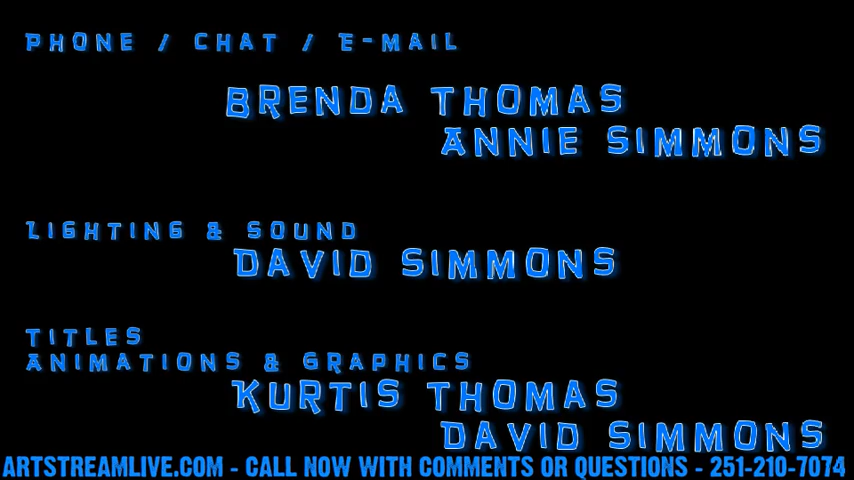 PHONE / CHAT / E-MAIL
BRENDA THOMAS
ANNIE SIMMONS
LIGHTING & SOUND
DAVID SIMMONS
TITLES
ANIMATIONS & GRAPHICS
KURTIS THOMAS
DAVID SIMMONS
ARTSTREAMLIVE.COM - CALL NOW WITH COMMENTS OR QUESTIONS - 251-210-7074